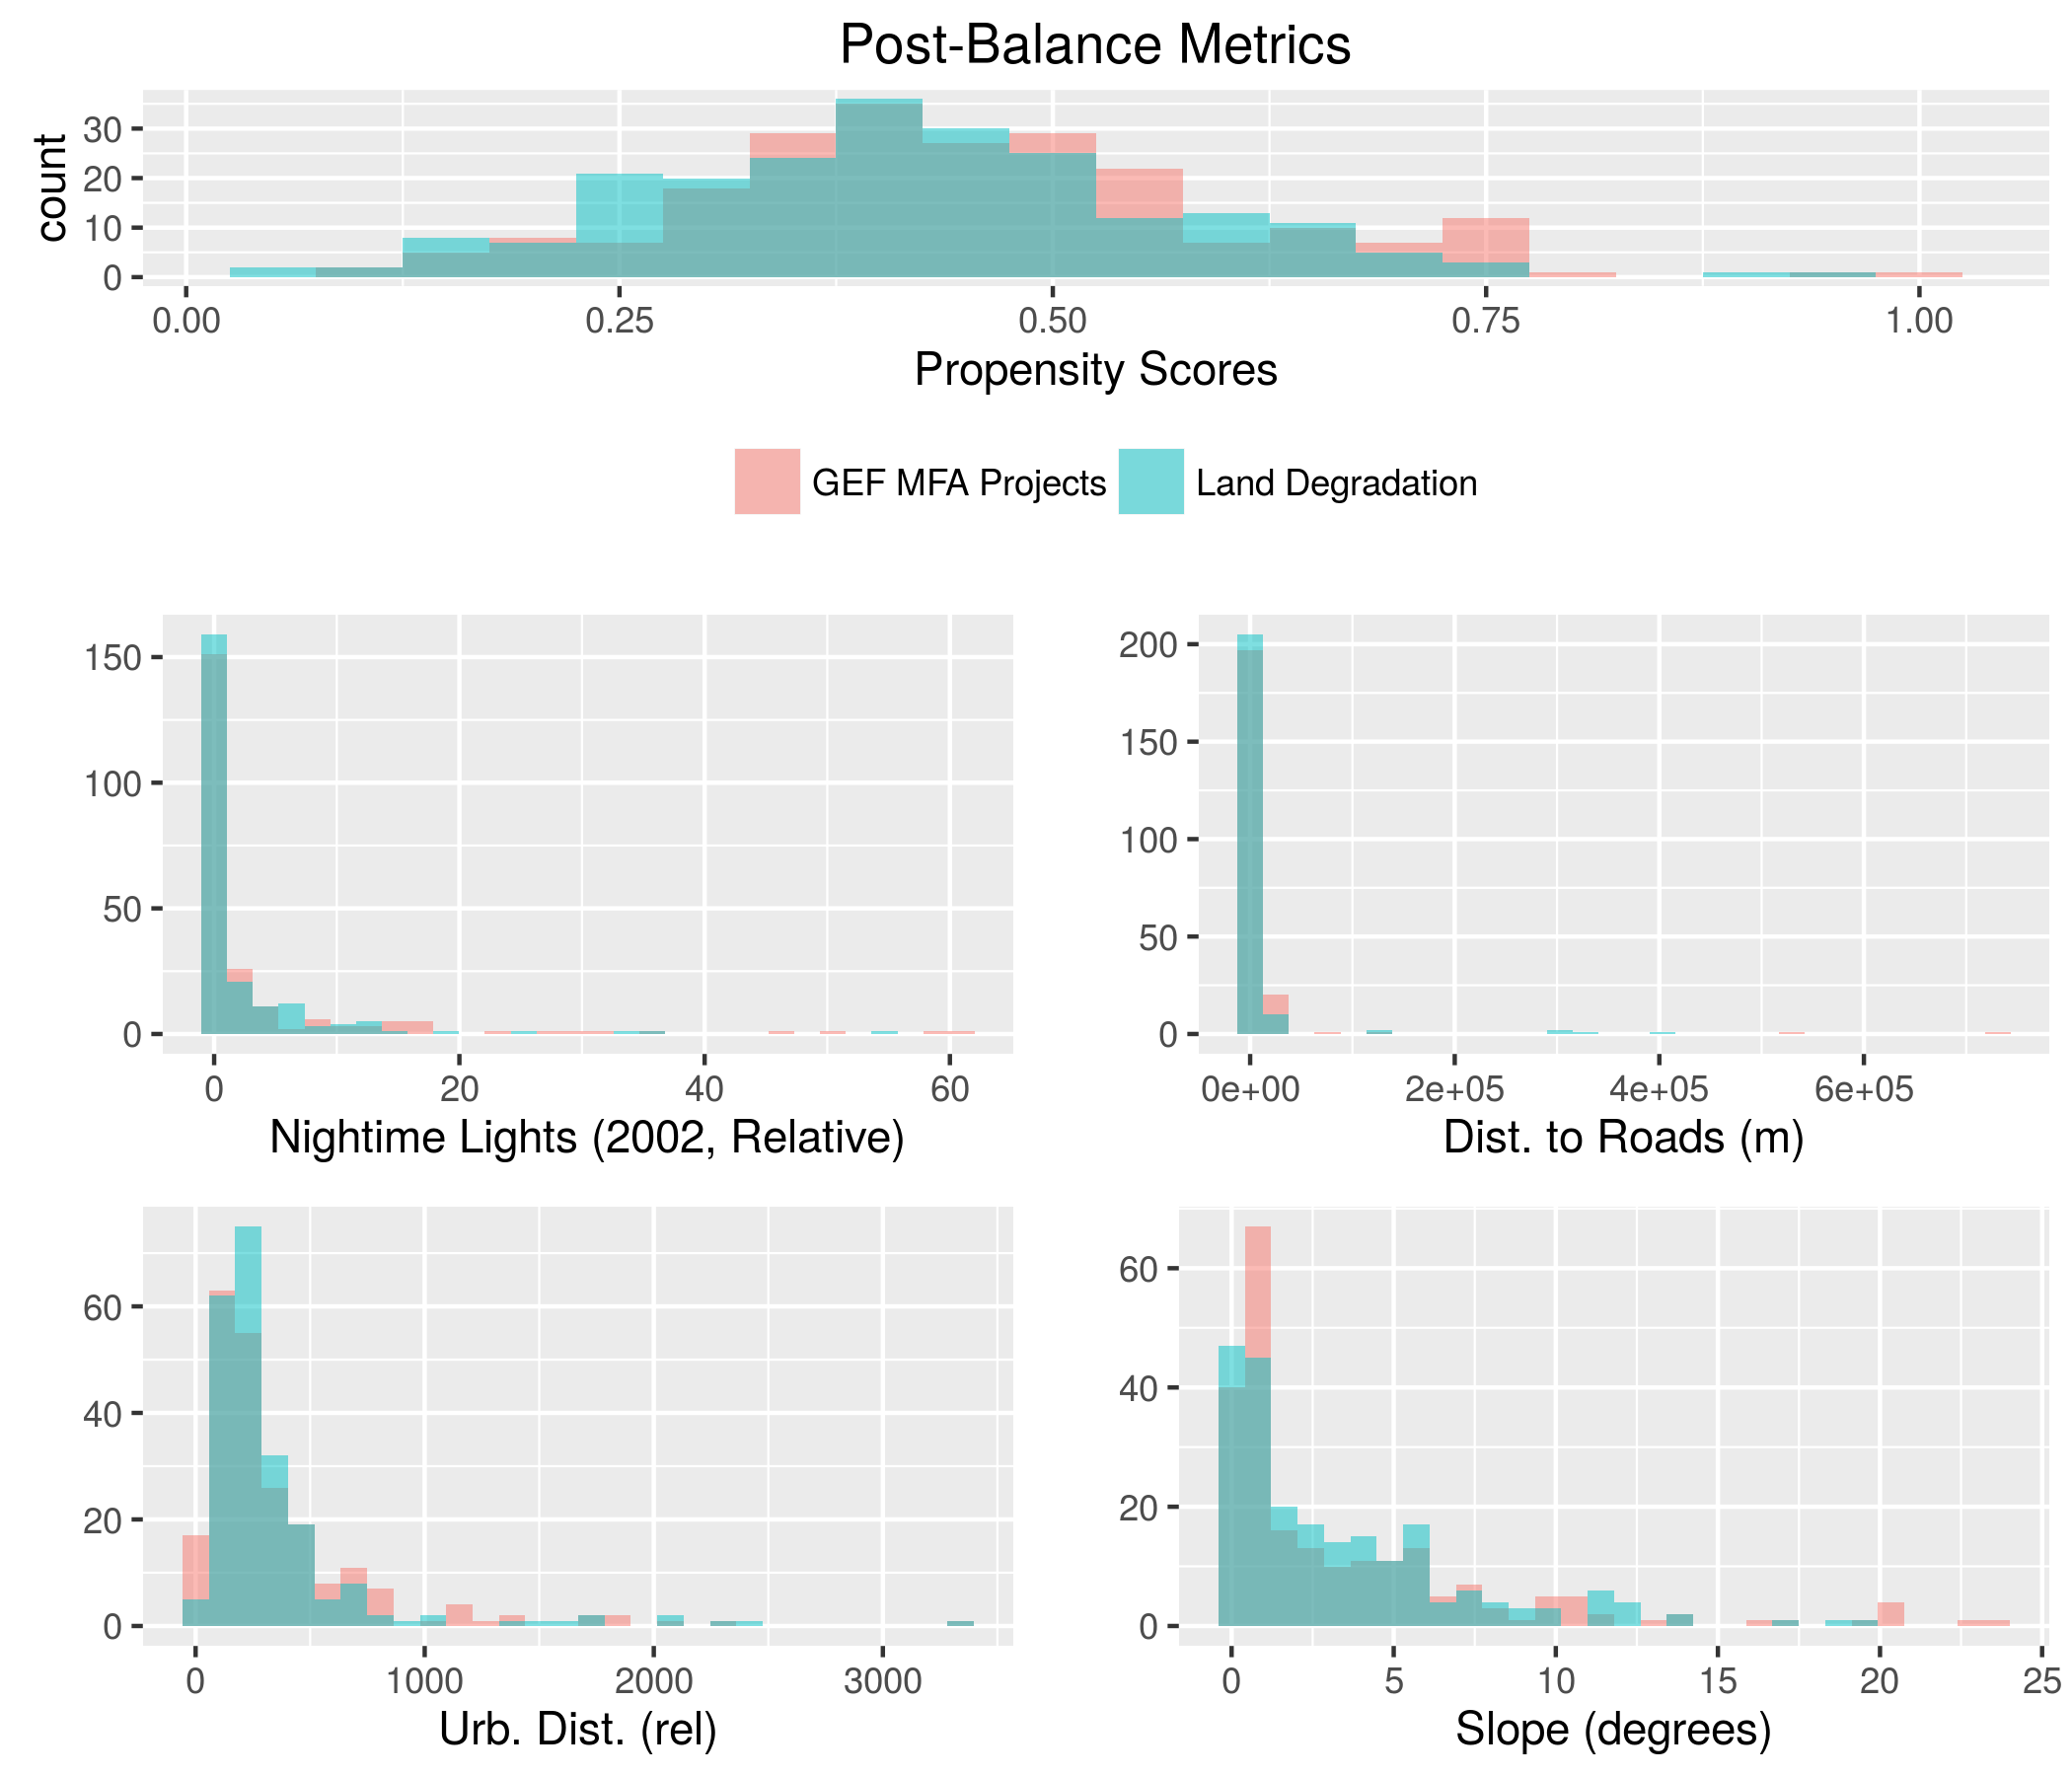 Post-Balance Metrics
count
30
20
10
0
0.00 0.25 0.50 0.75 1.00
Propensity Scores
GEF MFA Projects Land Degradation
150
100
50
0
0 20 40 60
Nightime Lights (2002, Relative)
200
150
100
50
0
0e+00 2e+05 4e+05 6e+05
Dist. to Roads (m)
60
40
20
0
0 1000 2000 3000
Urb. Dist. (rel)
60
40
20
0
0 5 10 15 20 25
Slope (degrees)